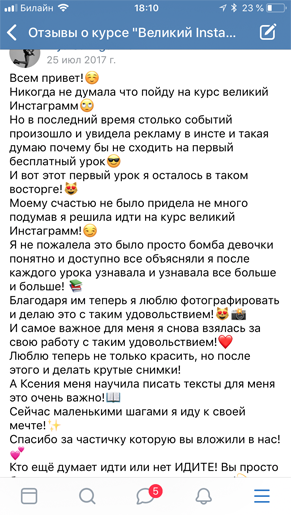 Билайн 18:10 23 %
Отзывы о курсе "Великий Insta...
25 июл 2017 г.
Всем привет!😏
Никогда не думала что пойду на курс великий
Инстаграмм🙄
Но в последний время столько событий
произошло и увидела рекламу в инсте и такая
думаю почему бы не сходить на первый
бесплатный урок😎
И вот этот первый урок я осталось в таком
восторге!😻
Моему счастью не было придела не много
подумав я решила идти на курс великий
Инстаграмм!😏
Я не пожалела это было просто бомба девочки
понятно и доступно все объясняли я после
каждого урока узнавала и узнавала все больше
и больше! 📚
Благодаря им теперь я люблю фотографировать
и делаю это с таким удовольствием!😻📸
И самое важное для меня я снова взялась за
свою работу с таким удовольствием!❤️
Люблю теперь не только красить, но после
этого и делать крутые снимки!
А Ксения меня научила писать тексты для меня
это очень важно!📖
Сейчас маленькими шагами я иду к своей
мечте!✨
Спасибо за частичку которую вы вложили в нас!
💕
Кто ещё думает идти или нет ИДИТЕ! Вы просто
5